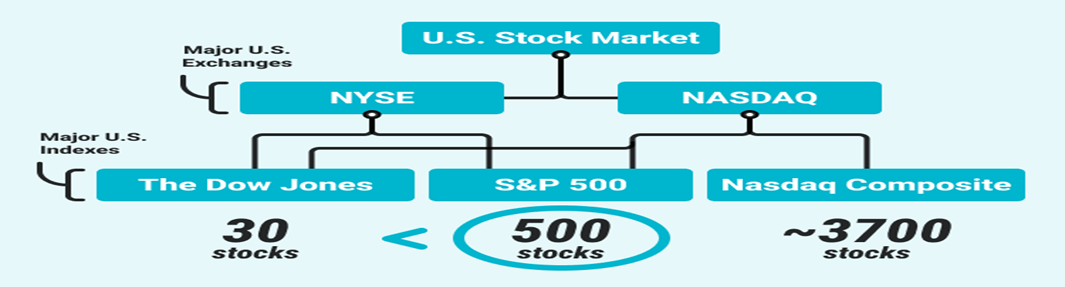 U.S. Stock Market
Major U.S.
Exchanges
NYSE
NASDAQ
Major U.S.
Indexes
The Dow Jones
S&P 500
Nasdaq Composite
30
stocks
<
500
stocks
~3700
stocks